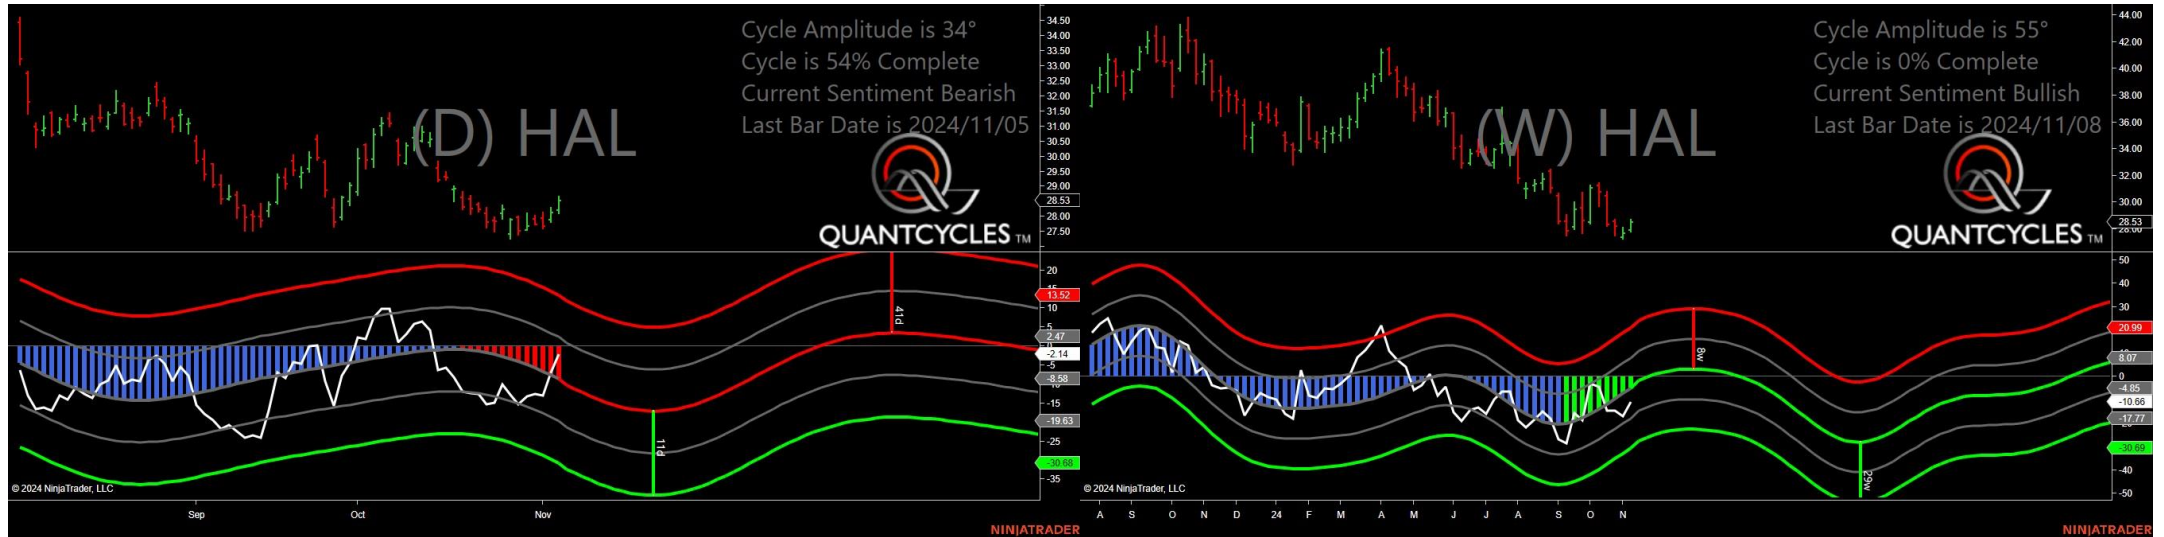 Cycle Amplitude is 34°
Cycle is 54% Complete
Current Sentiment Bearish
Last Bar Date is 2024/11/05
(D) HAL
QUANTCYCLES TM
34.50
34.00
33.50
33.00
32.50
32.00
31.50
31.00
30.50
30.00
29.50
29.00
28.53
28.00
27.50
20
13.52
10
5
2.47
0
-2.14
-5
-8.58
-15
-19.63
-25
-30.68
-35
41d
11d
© 2024 NinjaTrader, LLC
Sep Oct Nov
NINJATRADER
Cycle Amplitude is 55°
Cycle is 0% Complete
Current Sentiment Bullish
Last Bar Date is 2024/11/08
(W) HAL
QUANTCYCLES TM
44.00
42.00
40.00
38.00
36.00
34.00
32.00
30.00
28.53
28.00
50
40
30
20.99
8.07
0
-4.85
-10.66
-17.77
-30.69
-40
-50
8w
29w
© 2024 NinjaTrader, LLC
A S O N D 24 F M A M J J A S O N
NINJATRADER